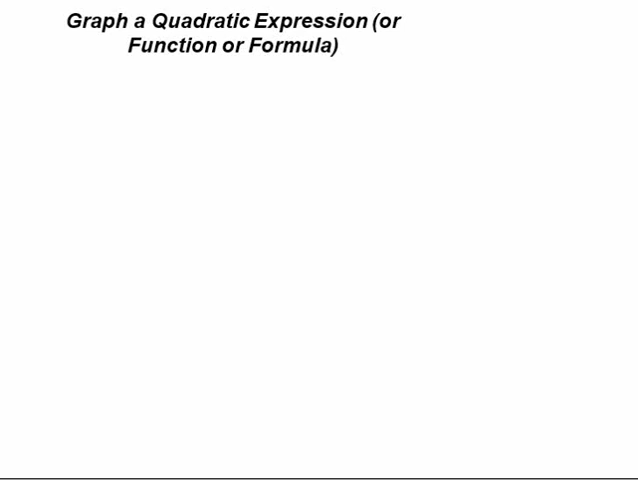 Graph a Quadratic Expression (or
Function or Formula)